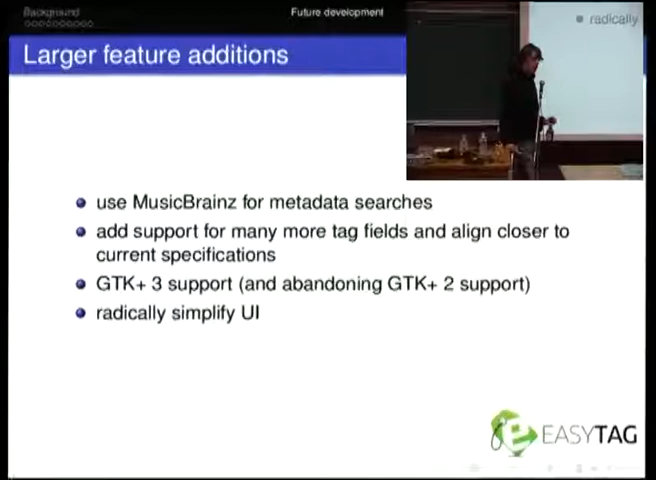 Background
Future development
Larger feature additions
radically
use MusicBrainz for metadata searches
add support for many more tag fields and align closer to
current specifications
GTK+ 3 support (and abandoning GTK+ 2 support)
radically simplify UI
EASYTAG